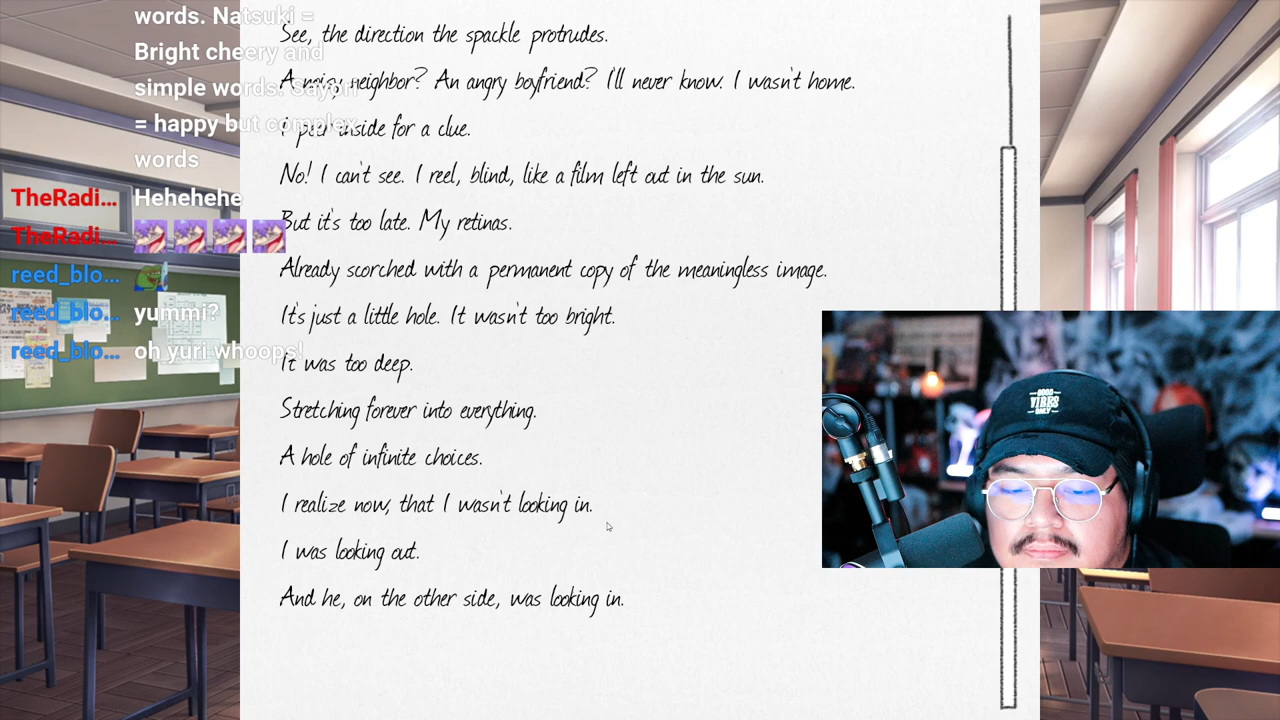 words. Natsuki =
Bright cheery and
simple words. Sayori
= happy but complex
words
TheRadi... Hehehehe
TheRadi...
reed_blo...
reed_blo... yummi?
reed_blo... oh yuri whoops!
See, the direction the spackle protrudes.
A noisy neighbor? An angry boyfriend? I'll never know. I wasn't home.
I peer inside for a clue.
No! I can't see. I reel, blind, like a film left out in the sun.
But it's too late. My retinas.
Already scorched with a permanent copy of the meaningless image.
It's just a little hole. It wasn't too bright.
It was too deep.
Stretching forever into everything.
A hole of infinite choices.
I realize now, that I wasn't looking in.
I was looking out.
And he, on the other side, was looking in.
GOOD
VIBES
ONLY